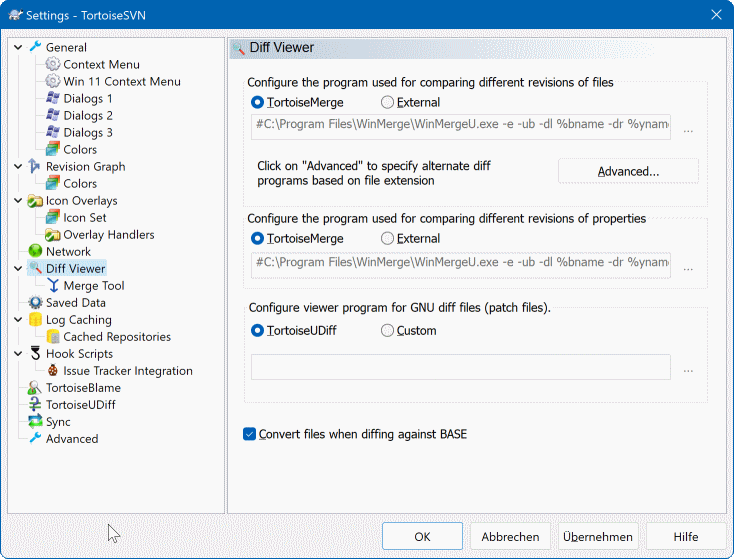 Settings - TortoiseSVN
General
Context Menu
Win 11 Context Menu
Dialogs 1
Dialogs 2
Dialogs 3
Colors
Revision Graph
Colors
Icon Overlays
Icon Set
Overlay Handlers
Network
Diff Viewer
Merge Tool
Saved Data
Log Caching
Cached Repositories
Hook Scripts
Issue Tracker Integration
TortoiseBlame
TortoiseUDiff
Sync
Advanced
Diff Viewer
Configure the program used for comparing different revisions of files
TortoiseMerge External
#C:\Program Files\WinMerge\WinMergeU.exe -e -ub -dl %bname -dr %yname
...
Click on "Advanced" to specify alternate diff
programs based on file extension
Advanced...
Configure the program used for comparing different revisions of properties
TortoiseMerge External
#C:\Program Files\WinMerge\WinMergeU.exe -e -ub -dl %bname -dr %yname
...
Configure viewer program for GNU diff files (patch files).
TortoiseUDiff Custom
...
Convert files when diffing against BASE
OK Abbrechen Übernehmen Hilfe